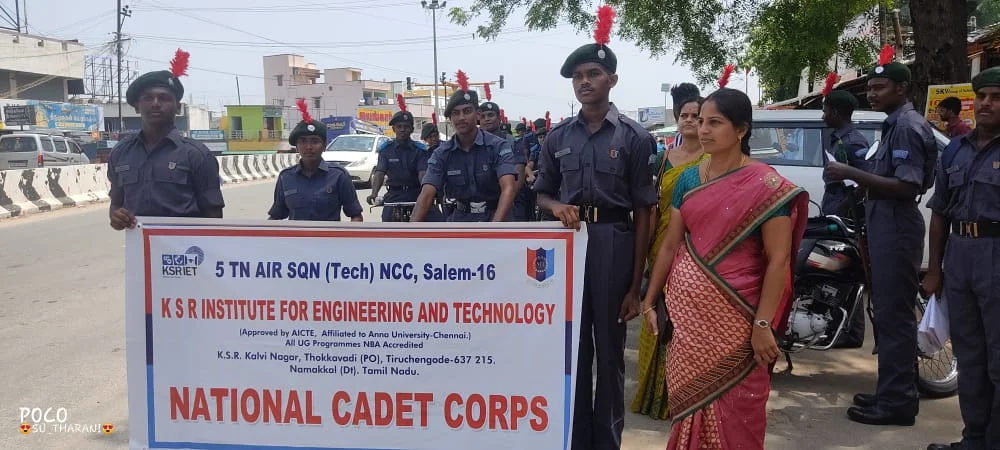 KSRIET
5 TN AIR SQN (Tech) NCC, Salem-16
K S R INSTITUTE FOR ENGINEERING AND TECHNOLOGY
(Approved by AICTE, Affiliated to Anna University-Chennai.)
All UG Programmes NBA Accredited
K.S.R. Kalvi Nagar, Thokkavadi (PO), Tiruchengode-637 215.
Namakkal (Dt). Tamil Nadu.
NATIONAL CADET CORPS
SKV
POCO
SU_THARANI